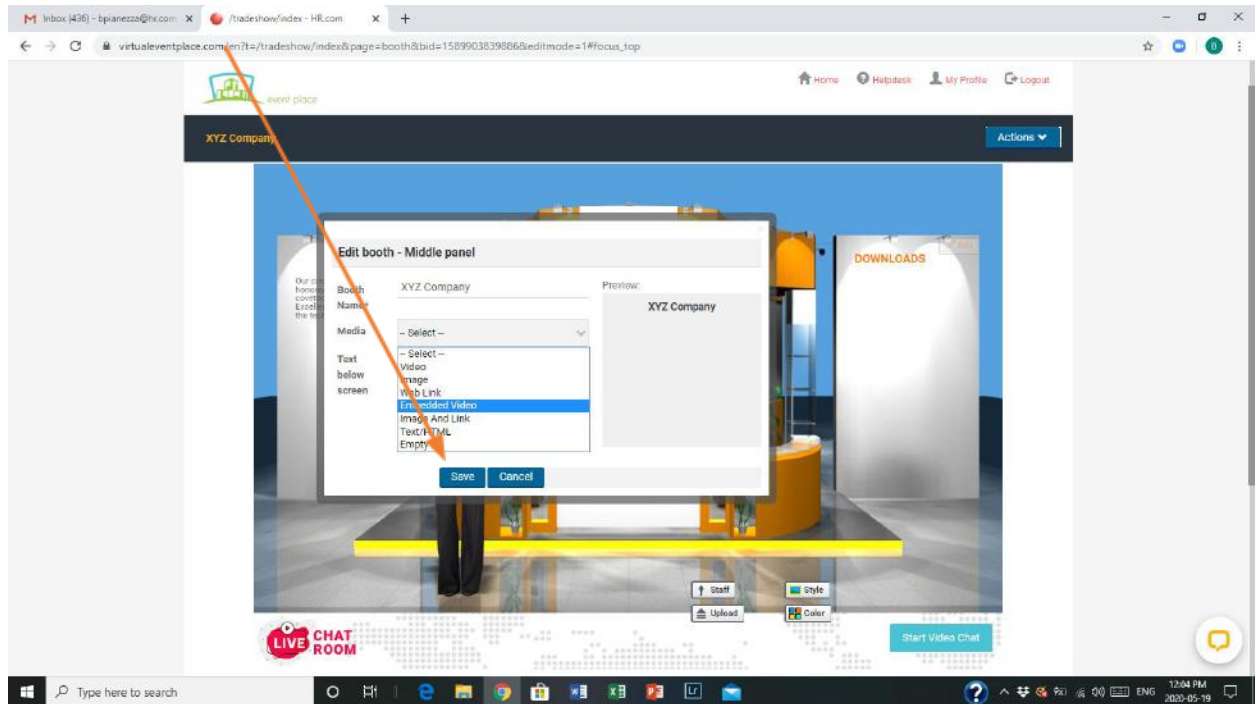 Inbox (436) - bpianezza@hr.com
/tradeshow/index - HR.com
virtualeventplace.com/en?t=/tradeshow/index&page=booth&bid=1589903839886&editmode=1#focus_top
event place
Home
Helpdesk
My Profile
Logout
XYZ Company
Actions
Edit booth - Middle panel
DOWNLOADS
Booth
Name
XYZ Company
Preview:
XYZ Company
Media
-- Select --
Text
below
screen
-- Select --
Video
Image
Web Link
Embedded Video
Image And Link
Text/HTML
Empty
Save
Cancel
Staff
Style
Upload
Color
LIVE
CHAT
ROOM
Start Video Chat
Type here to search
ENG
12:04 PM
2020-05-19